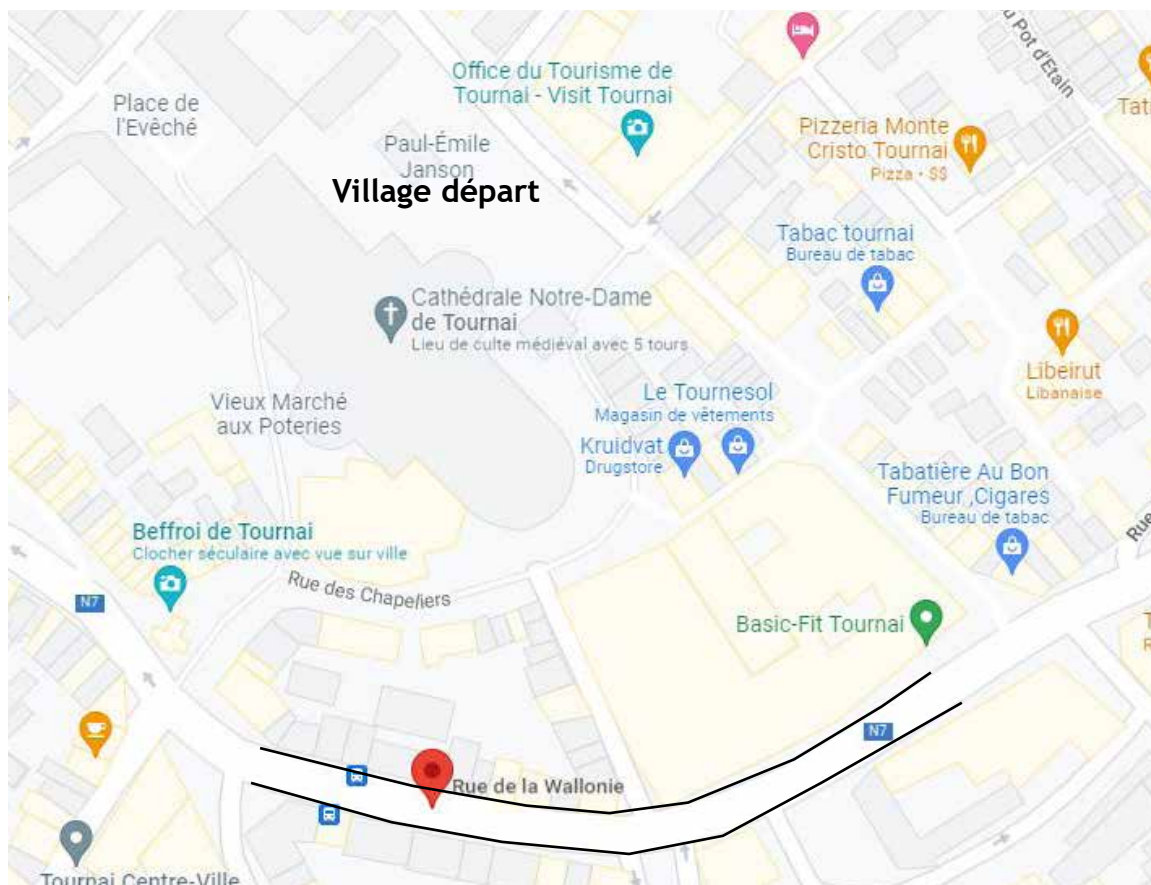 Office du Tourisme de
Tournai - Visit Tournai
Place de
l'Evêché
Paul-Émile
Janson
Village départ
Pot d'Etain
Pizzeria Monte
Cristo Tournai
Pizza · $$
Tabac tournai
Bureau de tabac
Cathédrale Notre-Dame
de Tournai
Lieu de culte médiéval avec 5 tours
Libeirut
Libanaise
Vieux Marché
aux Poteries
Le Tournesol
Magasin de vêtements
Kruidvat
Drugstore
Tabatière Au Bon
Fumeur ,Cigares
Bureau de tabac
Rue
Beffroi de Tournai
Clocher séculaire avec vue sur ville
Rue des Chapeliers
N7
Basic-Fit Tournai
N7
Rue de la Wallonie
Tournai Centre-Ville